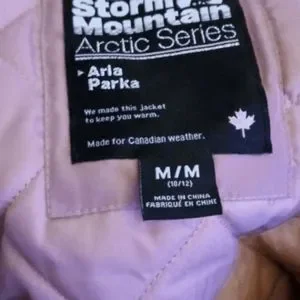 Mountain
Arctic Series
Aria
Parka
We made this jacket
to keep you warm.
Made for Canadian weather.
M/M
(10/12)
MADE IN CHINA
FABRIQUÉ EN CHINE